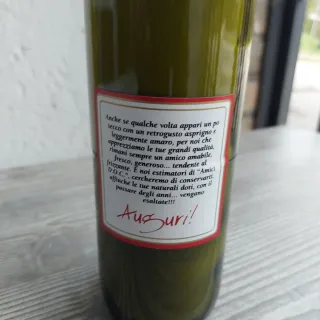 Anche se qualche volta appari un po
secco con un retrogusto asprigno e
leggermente amaro, per noi che
apprezziamo le tue grandi qualità,
rimani sempre un amico amabile,
fresco, generoso... tendente al
frizzante. E noi estimatori di "Amici
D.O.C.", cercheremo di conservarti,
affinchè le tue naturali doti, con il
passare degli anni... vengano
esaltate!!!
Auguri!